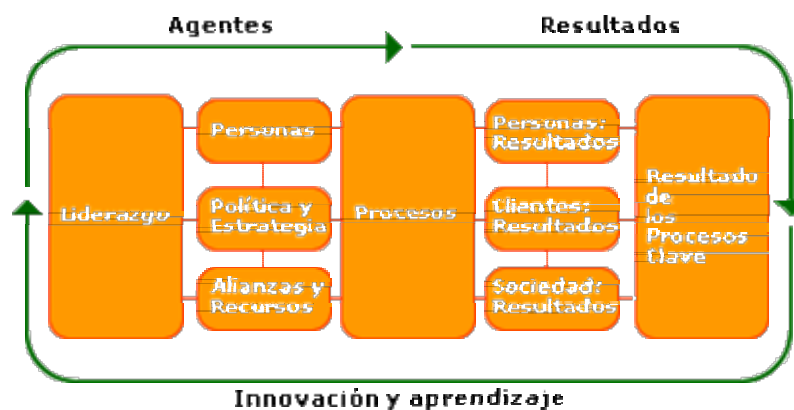 Agentes
Resultados
Liderazgo
Personas
Política y
Estrategia
Alianzas y
Recursos
Procesos
Personas:
Resultados
Clientes:
Resultados
Sociedad:
Resultados
Resultado
de
los
Procesos
Clave
Innovación y aprendizaje